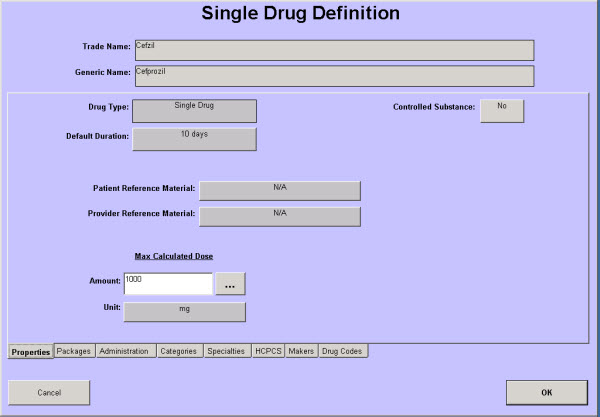 Single Drug Definition
Trade Name: Cefzil
Generic Name: Cefprozil
Drug Type: Single Drug Controlled Substance: No
Default Duration: 10 days
Patient Reference Material: N/A
Provider Reference Material: N/A
Max Calculated Dose
Amount: 1000 ...
Unit: mg
Properties Packages Administration Categories Specialties HCPCS Makers Drug Codes
Cancel OK